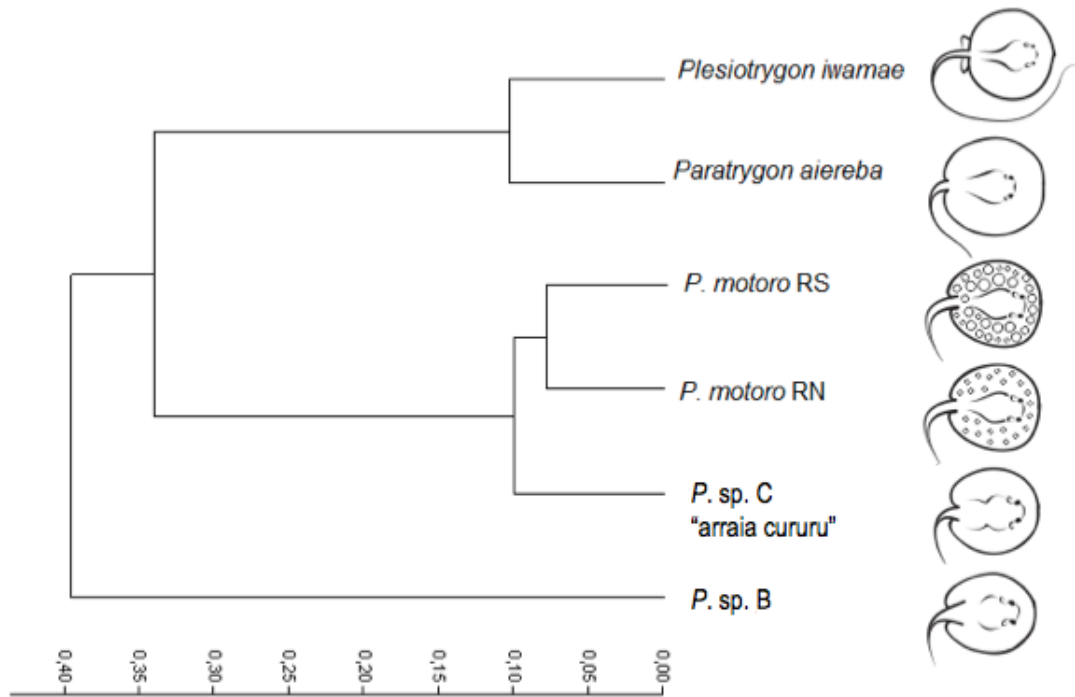 Plesiotrygon iwamae
Paratrygon aiereba
P. motoro RS
P. motoro RN
P. sp. C
“arraia cururu”
P. sp. B
0,40 0,35 0,30 0,25 0,20 0,15 0,10 0,05 0,00